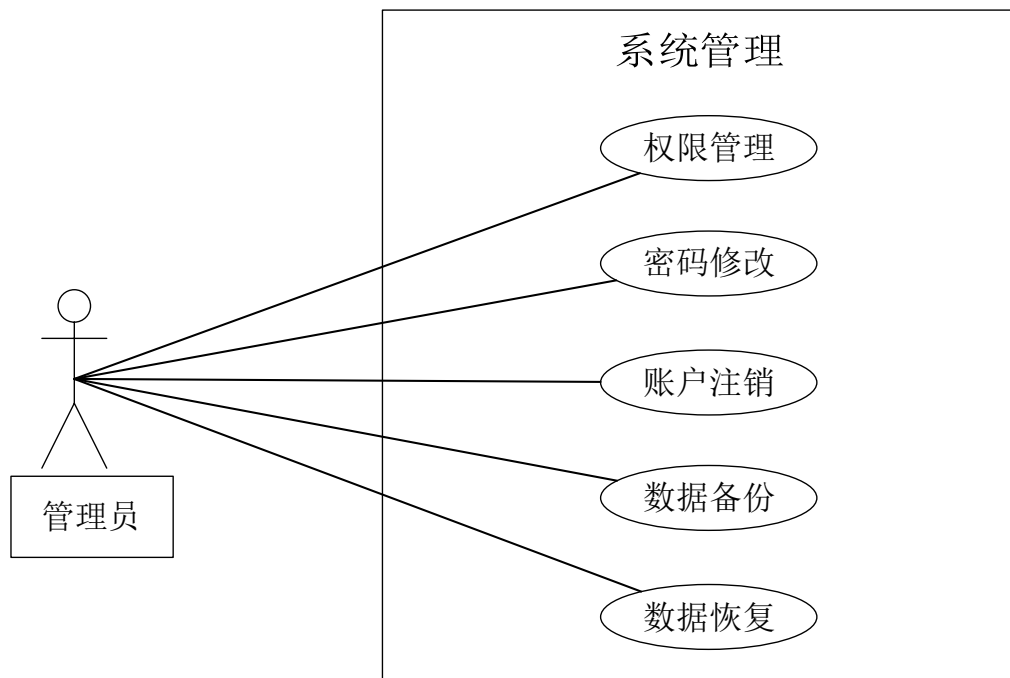 系统管理
权限管理
密码修改
账户注销
管理员
数据备份
数据恢复